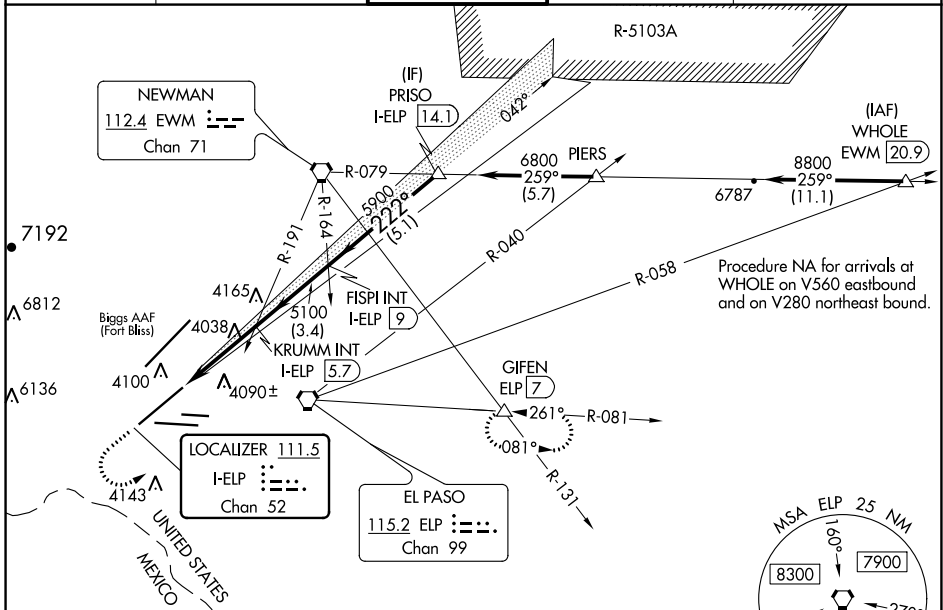 R-5103A
NEWMAN
112.4 EWM
Chan 71
(IF)
PRISO
I-ELP 14.1
042°
(IAF)
WHOLE
EWM 20.9
R-079
6800
259°
(5.7)
PIERS
8800
259°
(11.1)
6787
5900
222°
(5.1)
R-191
R-164
R-040
R-058
7192
Procedure NA for arrivals at
WHOLE on V560 eastbound
and on V280 northeast bound.
6812
4165
FISPI INT
I-ELP 9
5100
(3.4)
Biggs AAF
(Fort Bliss)
4038
KRUMM INT
I-ELP 5.7
4100
4090±
6136
GIFEN
ELP 7
261°
R-081
081°
R-131
LOCALIZER 111.5
I-ELP
Chan 52
4143
EL PASO
115.2 ELP
Chan 99
UNITED STATES
MEXICO
MSA ELP 25 NM
160°
8300
7900